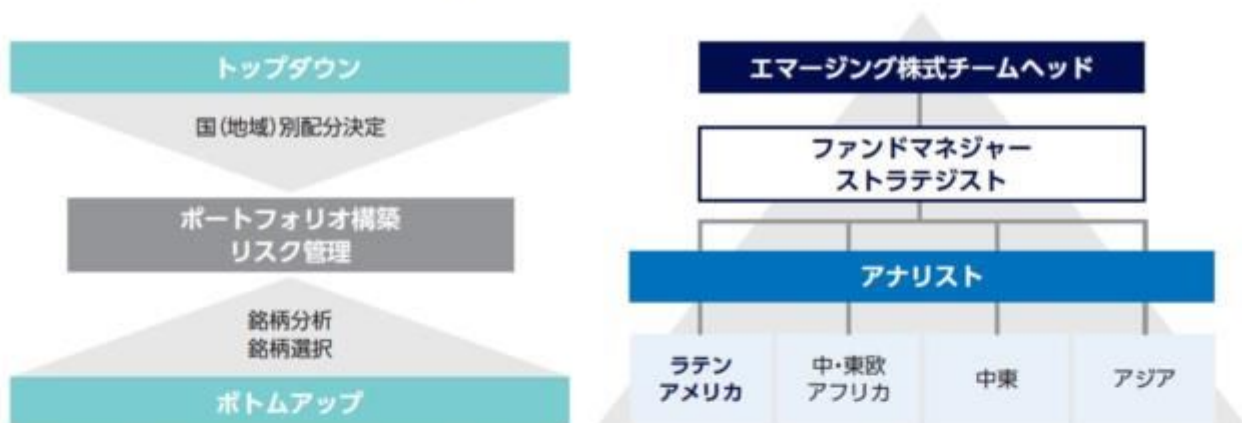 トップダウン
国(地域)別配分決定
ポートフォリオ構築
リスク管理
銘柄分析
銘柄選択
ボトムアップ
エマージング株式チームヘッド
ファンドマネジャー
ストラテジスト
アナリスト
ラテン
アメリカ
中・東欧
アフリカ
中東
アジア